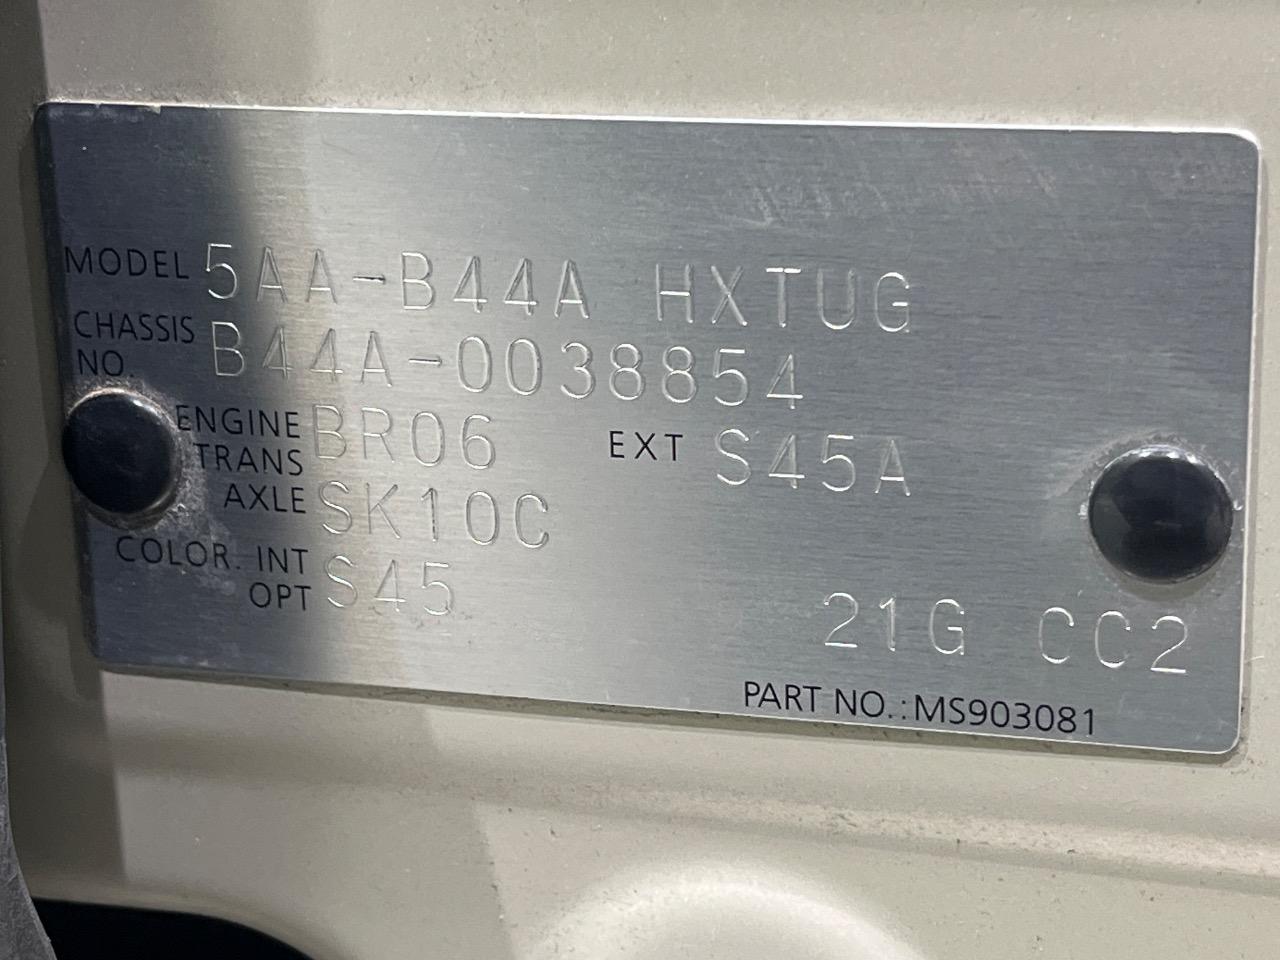 MODEL 5AA-B44A HXTUG
CHASSIS NO. B44A-0038854
ENGINE BR06 EXT S45A
TRANS AXLE SK10C
COLOR. INT OPT S45
21G CC2
PART NO.:MS903081